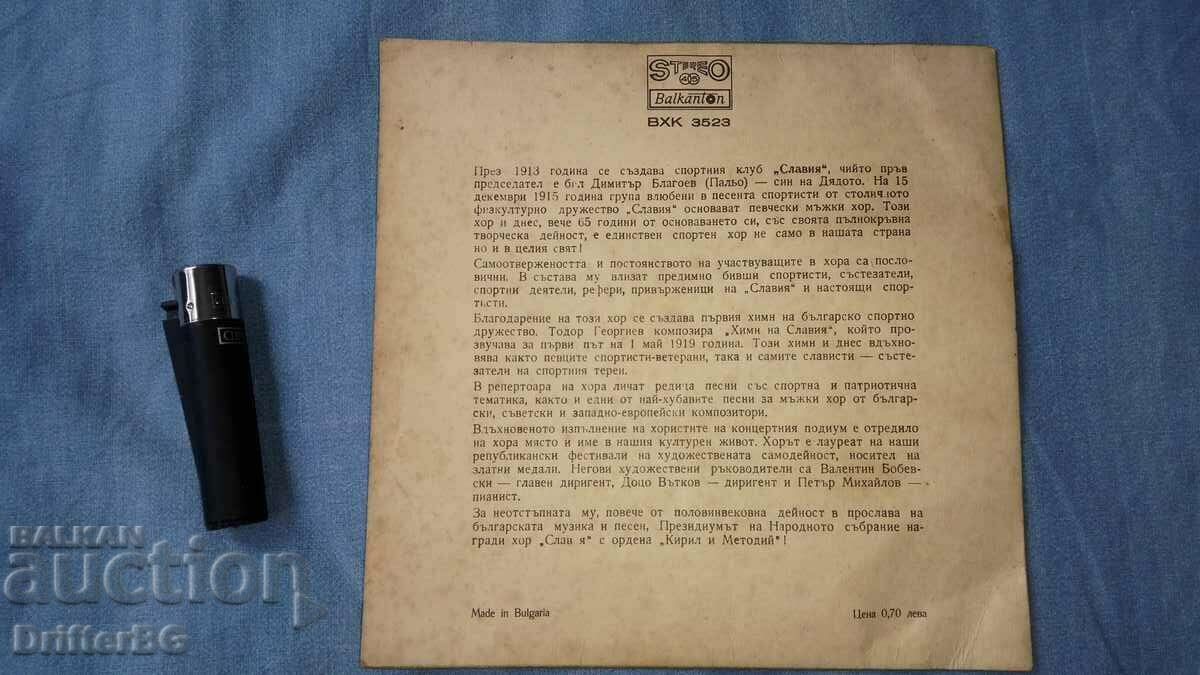 STEREO
45
Balkanton
ВХК 3523
През 1913 година се създава спортния клуб „Славия“, чийто пръв
председател е бил Димитър Благоев (Пальо) — син на Дядото. На 15
декември 1915 година група влюбени в песента спортисти от столичното
физкултурно дружество „Славия“ основават певчески мъжки хор. Този
хор и днес, вече 65 години от основаването си, със своята пълнокръвна
творческа дейност, е единствен спортен хор не само в нашата страна
но и в целия свят!
Самоотвержеността и постоянството на участвуващите в хора са посло-
вични. В състава му влизат предимно бивши спортисти, състезатели,
спортни деятели, рефери, привърженици на „Славия“ и настоящи спор-
тисти.
Благодарение на този хор се създава първия химн на българско спортно
дружество. Тодор Георгиев композира „Химн на Славия“, който про-
звучава за първи път на 1 май 1919 година. Този химн и днес вдъхно-
вява както певците спортисти-ветерани, така и самите слависти — със­те-
затели на спортния терен.
В репертоара на хора личат редица песни със спортна и патриотична
тематика, както и едни от най-хубавите песни за мъжки хор от българ-
ски, съветски и западно-европейски композитори.
Вдъхновеното изпълнение на хористите на концертния подиум е отредило
на хора място и име в нашия културен живот. Хорът е лауреат на наши
републикански фестивали на художествената самодейност, носител на
златни медали. Негови художествени ръководители са Валентин Бобев-
ски — главен диригент, Доцо Вътков — диригент и Петър Михайлов —
пианист.
За неотстъпната му, повече от половинвековна дейност в прослава на
българската музика и песен, Президиумът на Народното събрание на-
гради хор „Славия“ с ордена „Кирил и Методий“!
Made in Bulgaria
Цена 0,70 лева
BALKAN
auction
DrifterBG